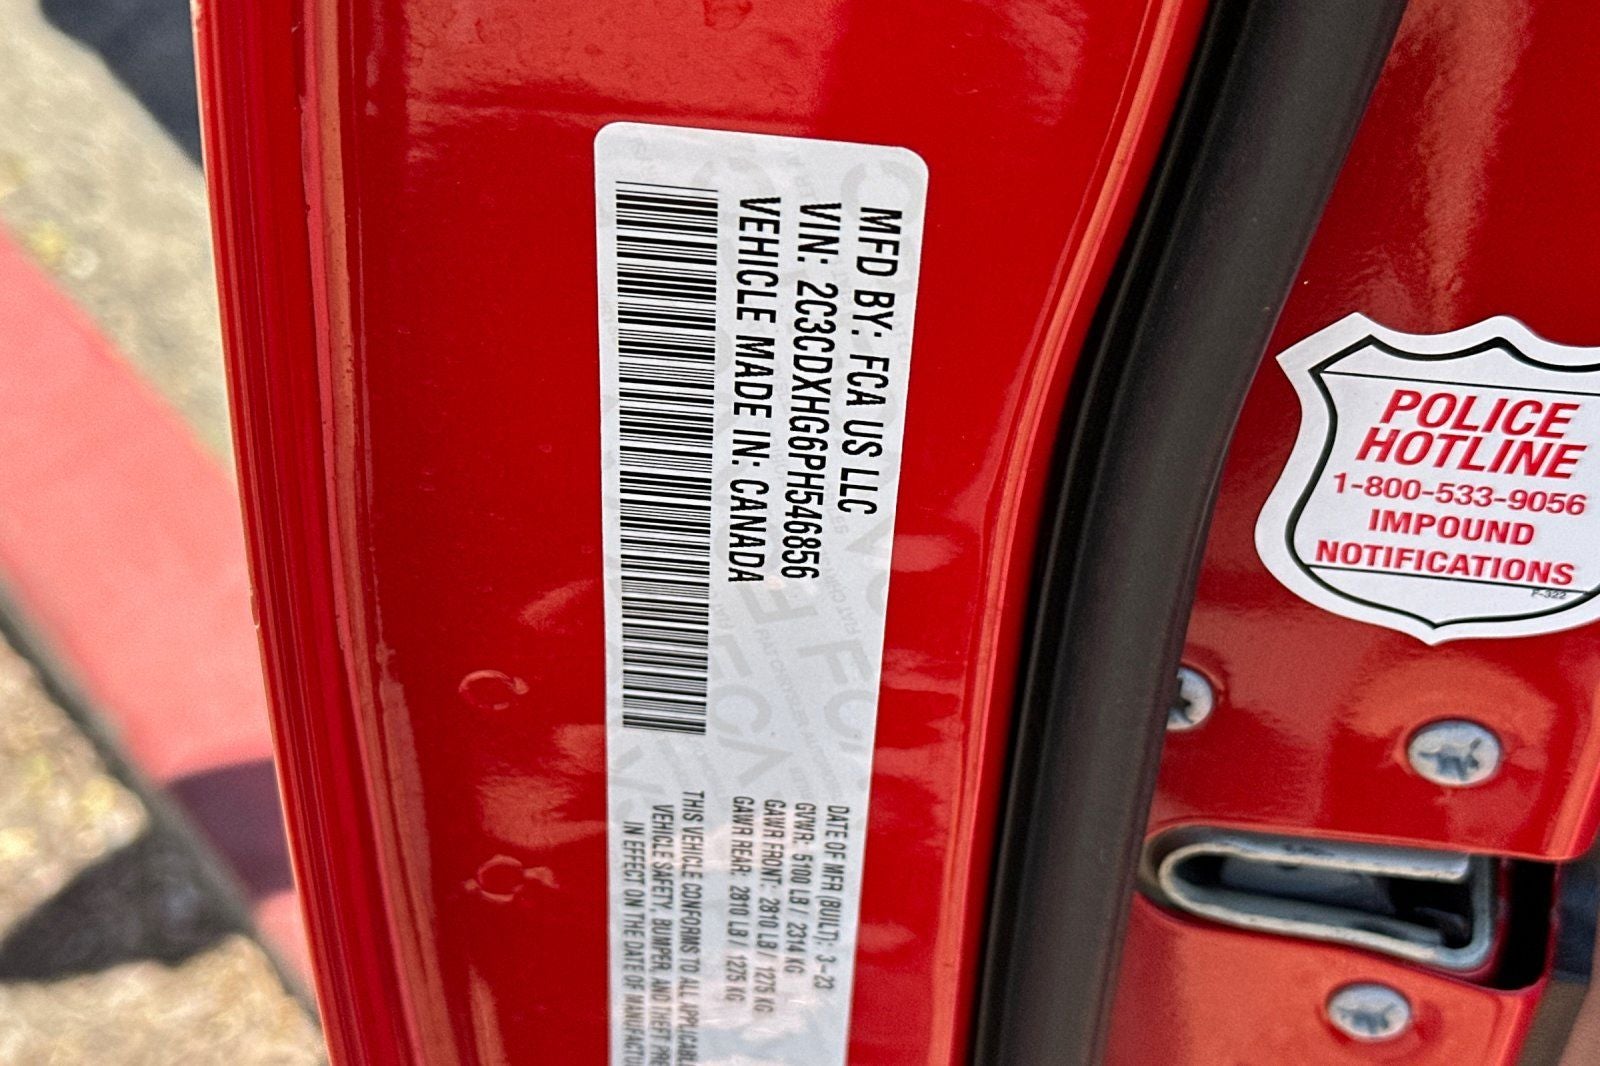 MFD BY: FCA US LLC
VIN: 2C3CDXHG6PH546856
VEHICLE MADE IN: CANADA
DATE OF MFR (BUILT): 3-23
GVWR: 5100 LB / 2314 KG
GAWR FRONT: 2810 LB / 1275 KG
GAWR REAR: 2810 LB / 1275 KG
THIS VEHICLE CONFORMS TO ALL APPLICABL
VEHICLE SAFETY, BUMPER, AND THEFT PRE
IN EFFECT ON THE DATE OF MANUFACTU
POLICE
HOTLINE
1-800-533-9056
IMPOUND
NOTIFICATIONS
F-322